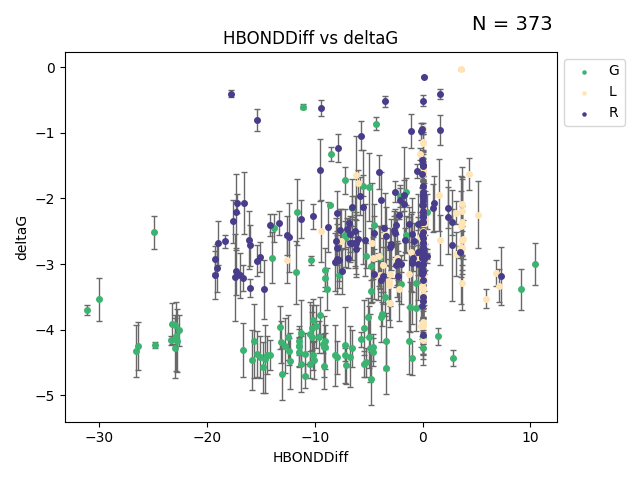 N = 373
HBONDDiff vs deltaG
G
L
R
0
−1
−2
−3
−4
−5
deltaG
−30 −20 −10 0 10
HBONDDiff